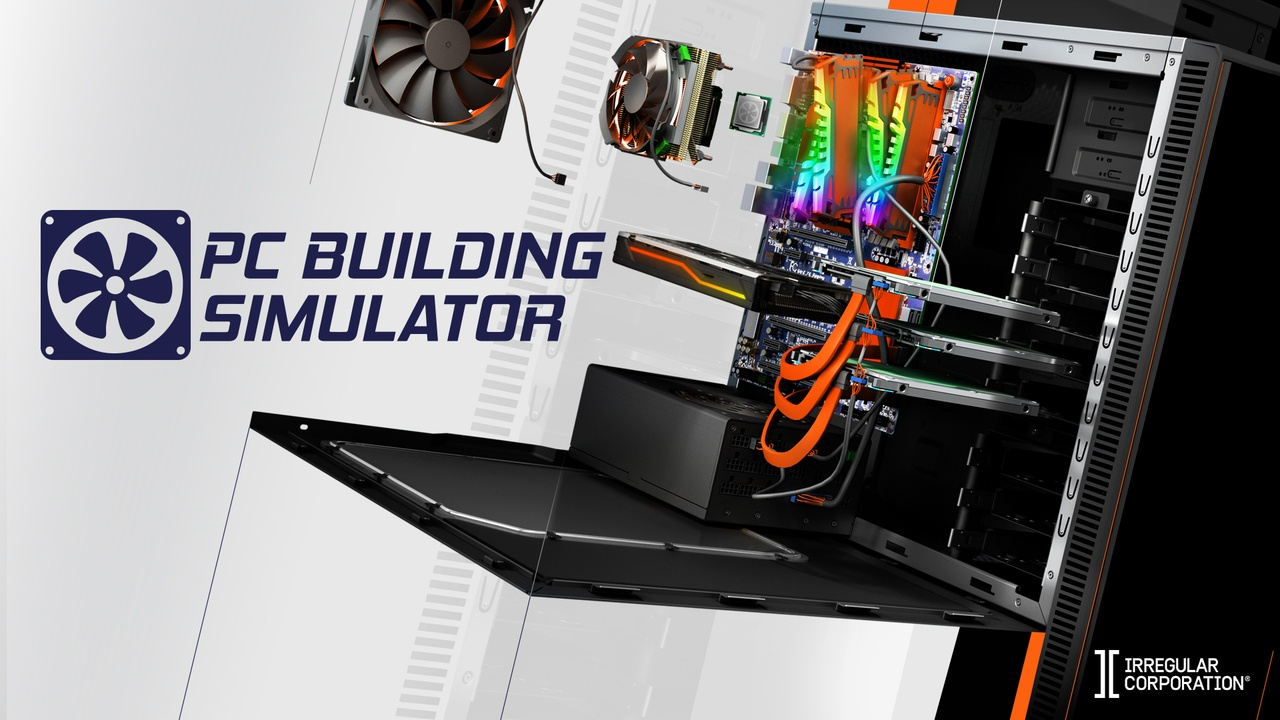 PC BUILDING
SIMULATOR
IRREGULAR
CORPORATION®